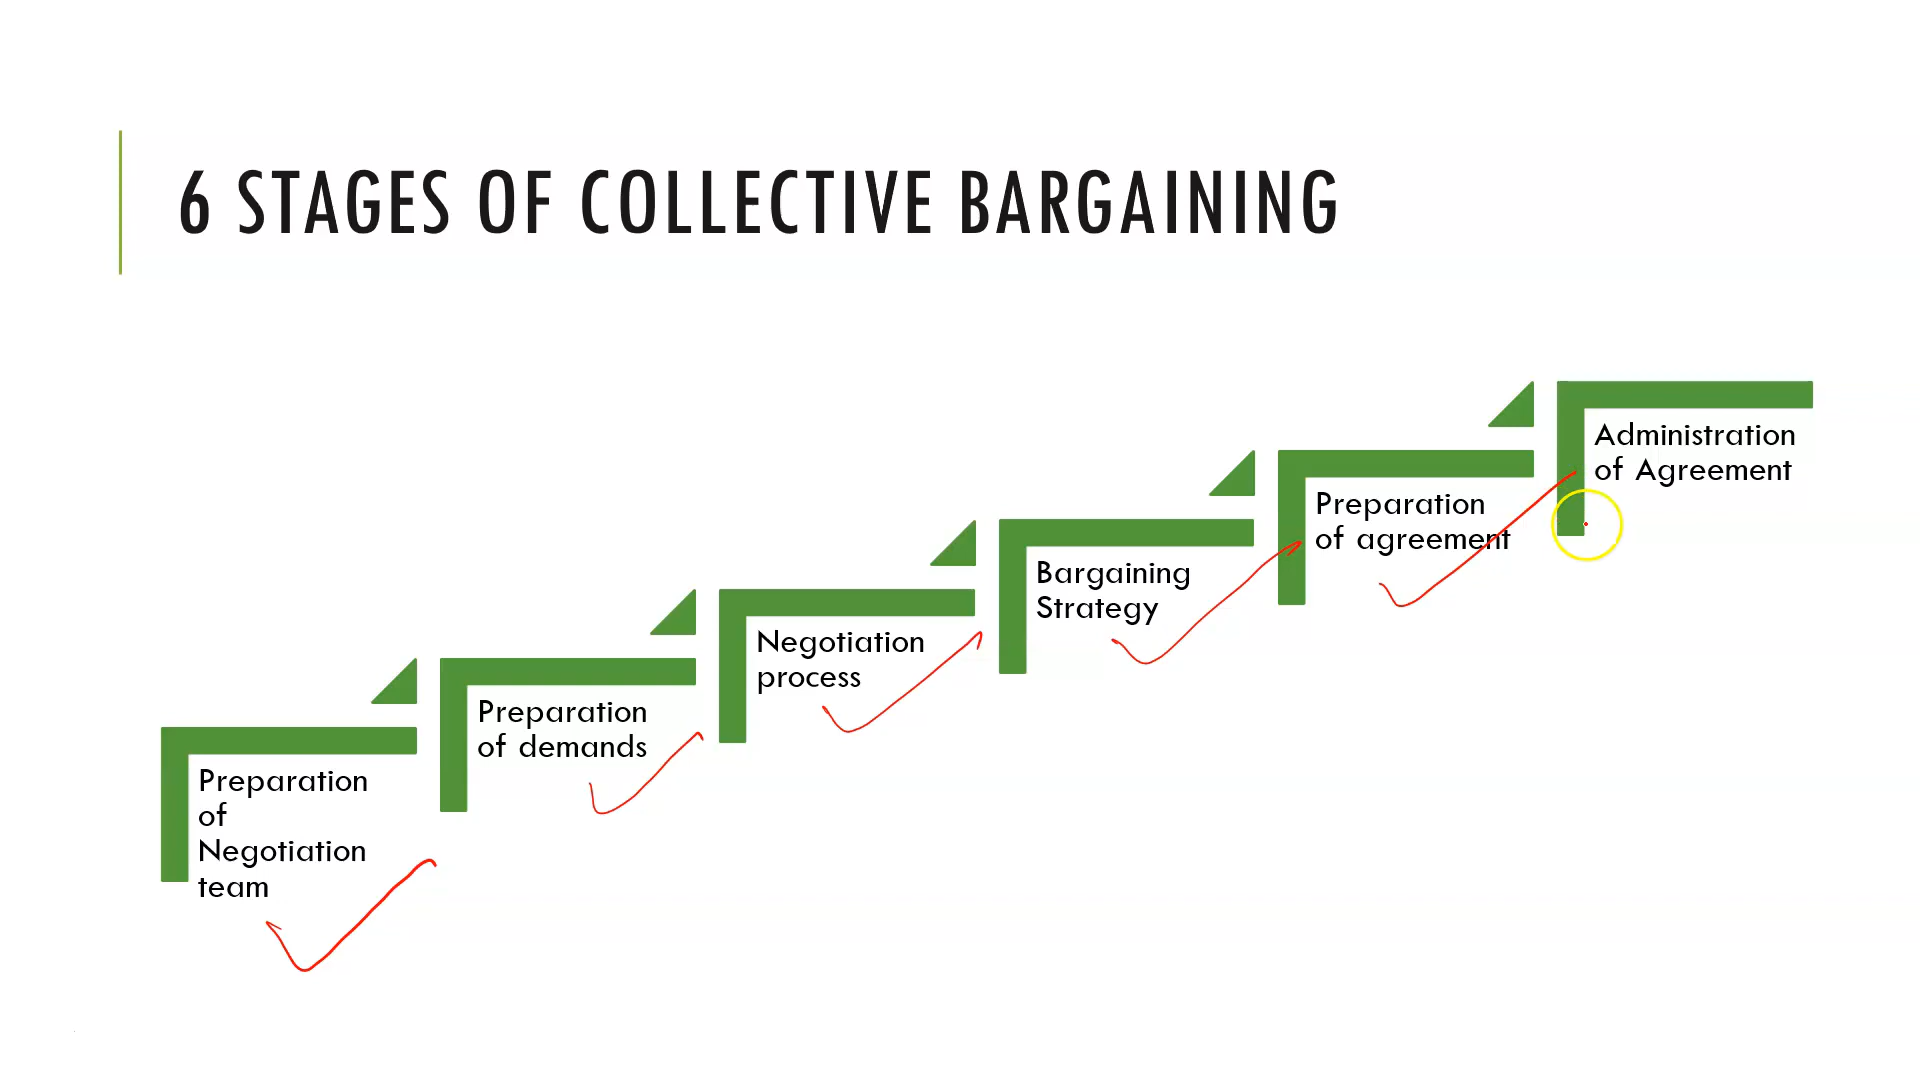 6 STAGES OF COLLECTIVE BARGAINING
Preparation
of
Negotiation
team
Preparation
of demands
Negotiation
process
Bargaining
Strategy
Preparation
of agreement
Administration
of Agreement